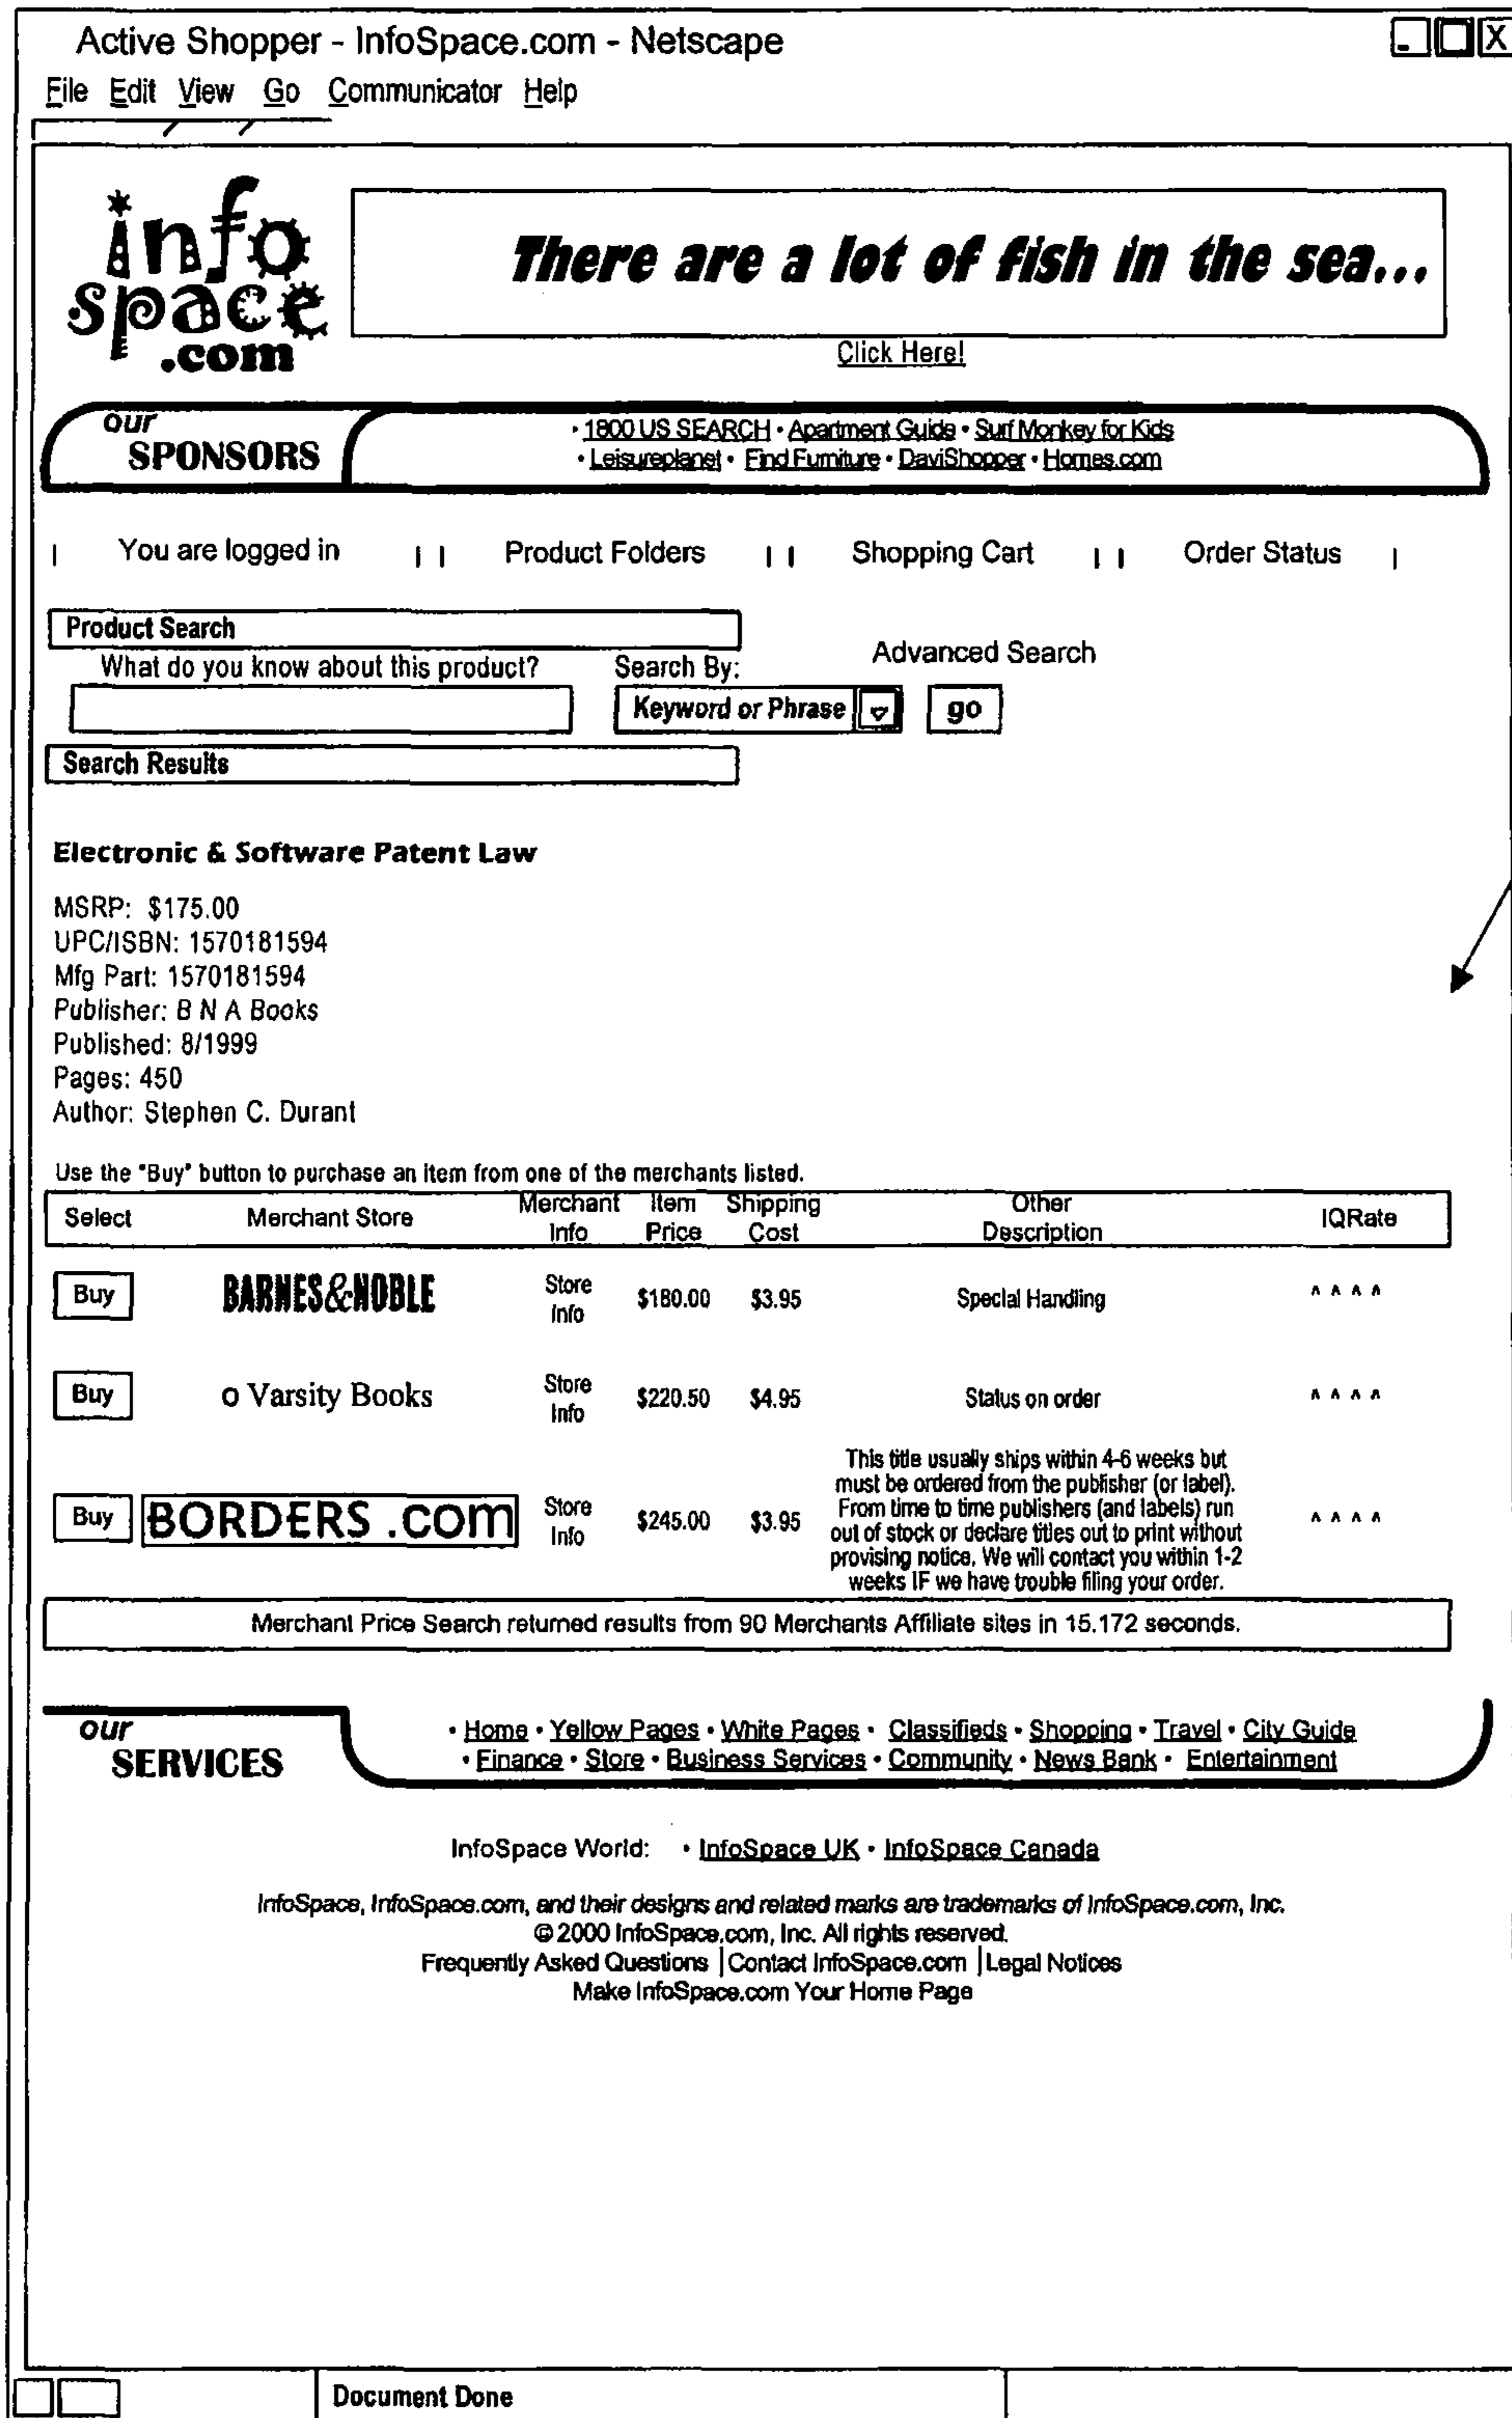 Active Shopper - InfoSpace.com - Netscape
File Edit View Go Communicator Help
info
space
.com
There are a lot of fish in the sea...
Click Here!
our
SPONSORS
• 1800 US SEARCH • Apartment Guide • Surf Monkey for Kids
• Leisureplanet • Find Furniture • DaviShopper • Homes.com
| You are logged in | | Product Folders | | Shopping Cart | | Order Status |
Product Search
What do you know about this product? Search By: Advanced Search
Keyword or Phrase go
Search Results
Electronic & Software Patent Law
MSRP: $175.00
UPC/ISBN: 1570181594
Mfg Part: 1570181594
Publisher: B N A Books
Published: 8/1999
Pages: 450
Author: Stephen C. Durant
Use the "Buy" button to purchase an item from one of the merchants listed.
Select Merchant Store Merchant Info Item Price Shipping Cost Other Description IQRate
Buy BARNES&NOBLE Store Info $180.00 $3.95 Special Handling ^ ^ ^ ^
Buy o Varsity Books Store Info $220.50 $4.95 Status on order ^ ^ ^ ^
Buy BORDERS .com Store Info $245.00 $3.95 ^ ^ ^ ^
This title usually ships within 4-6 weeks but
must be ordered from the publisher (or label).
From time to time publishers (and labels) run
out of stock or declare titles out to print without
provising notice. We will contact you within 1-2
weeks IF we have trouble filing your order.
Merchant Price Search returned results from 90 Merchants Affiliate sites in 15.172 seconds.
our
SERVICES
• Home • Yellow Pages • White Pages • Classifieds • Shopping • Travel • City Guide
• Finance • Store • Business Services • Community • News Bank • Entertainment
InfoSpace World: • InfoSpace UK • InfoSpace Canada
InfoSpace, InfoSpace.com, and their designs and related marks are trademarks of InfoSpace.com, Inc.
© 2000 InfoSpace.com, Inc. All rights reserved.
Frequently Asked Questions | Contact InfoSpace.com | Legal Notices
Make InfoSpace.com Your Home Page
Document Done